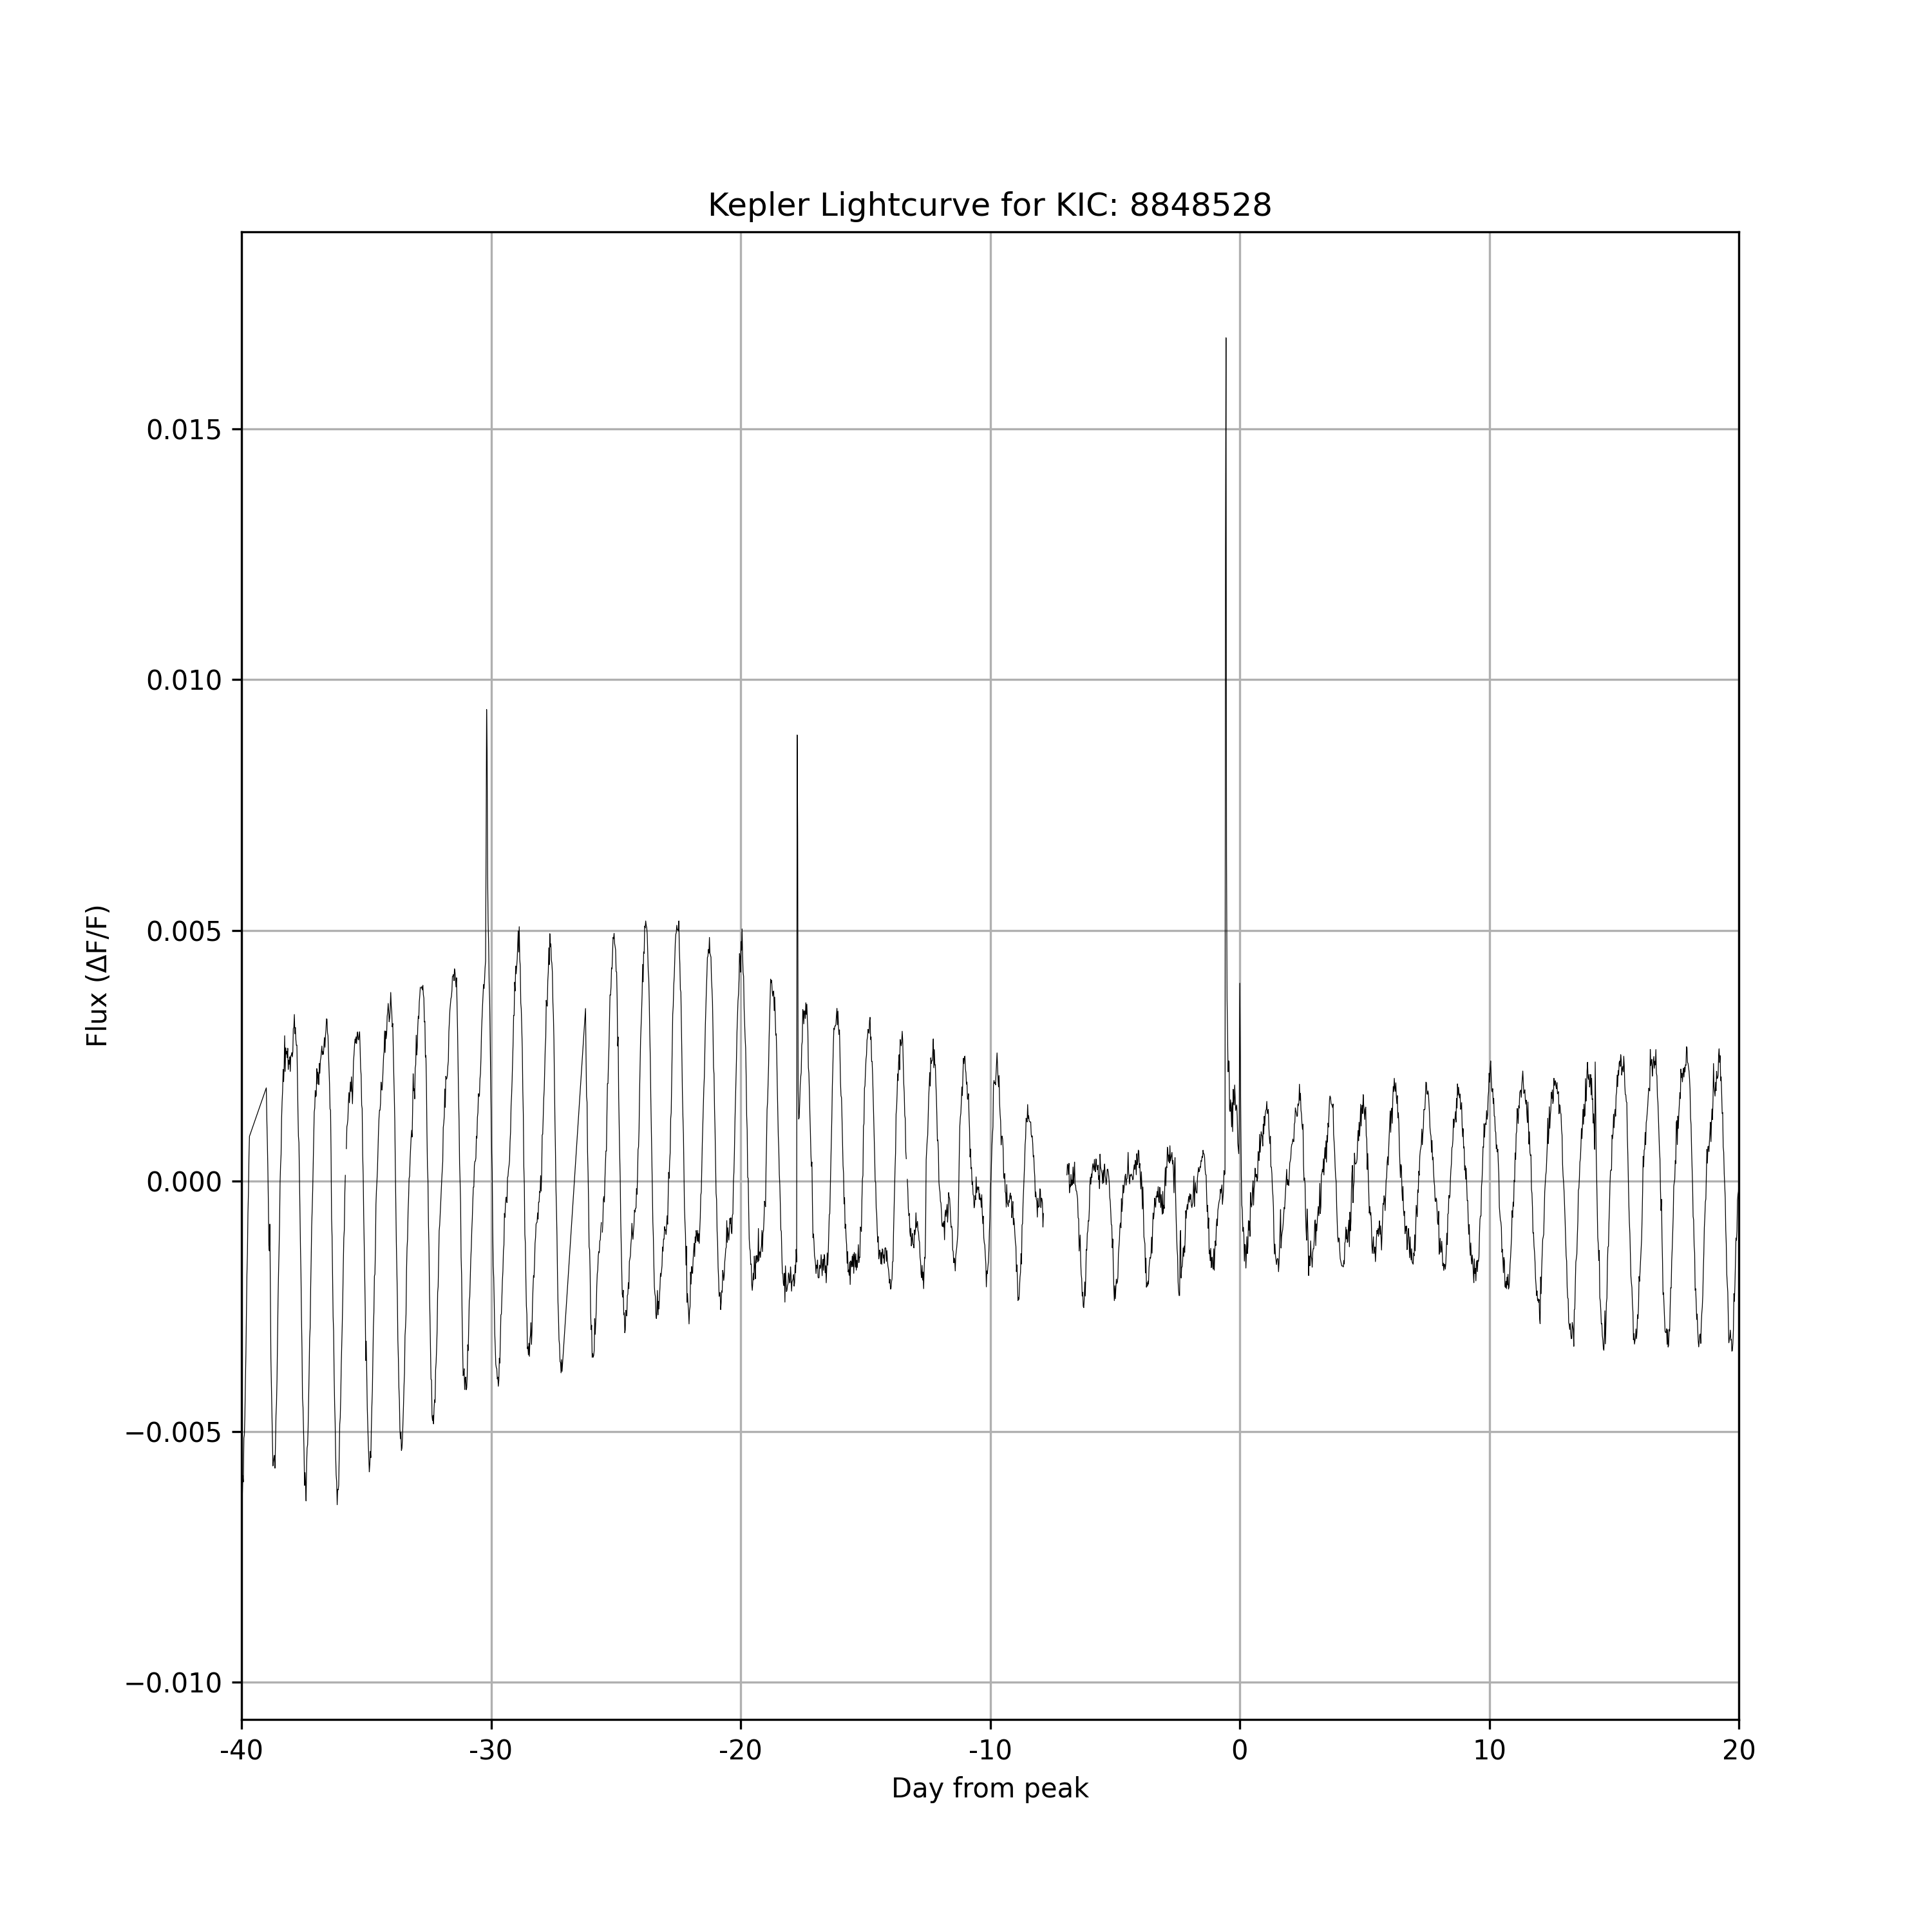 Kepler Lightcurve for KIC: 8848528
0.015
0.010
0.005
0.000
−0.005
−0.010
Flux (ΔF/F)
-40 -30 -20 -10 0 10 20
Day from peak